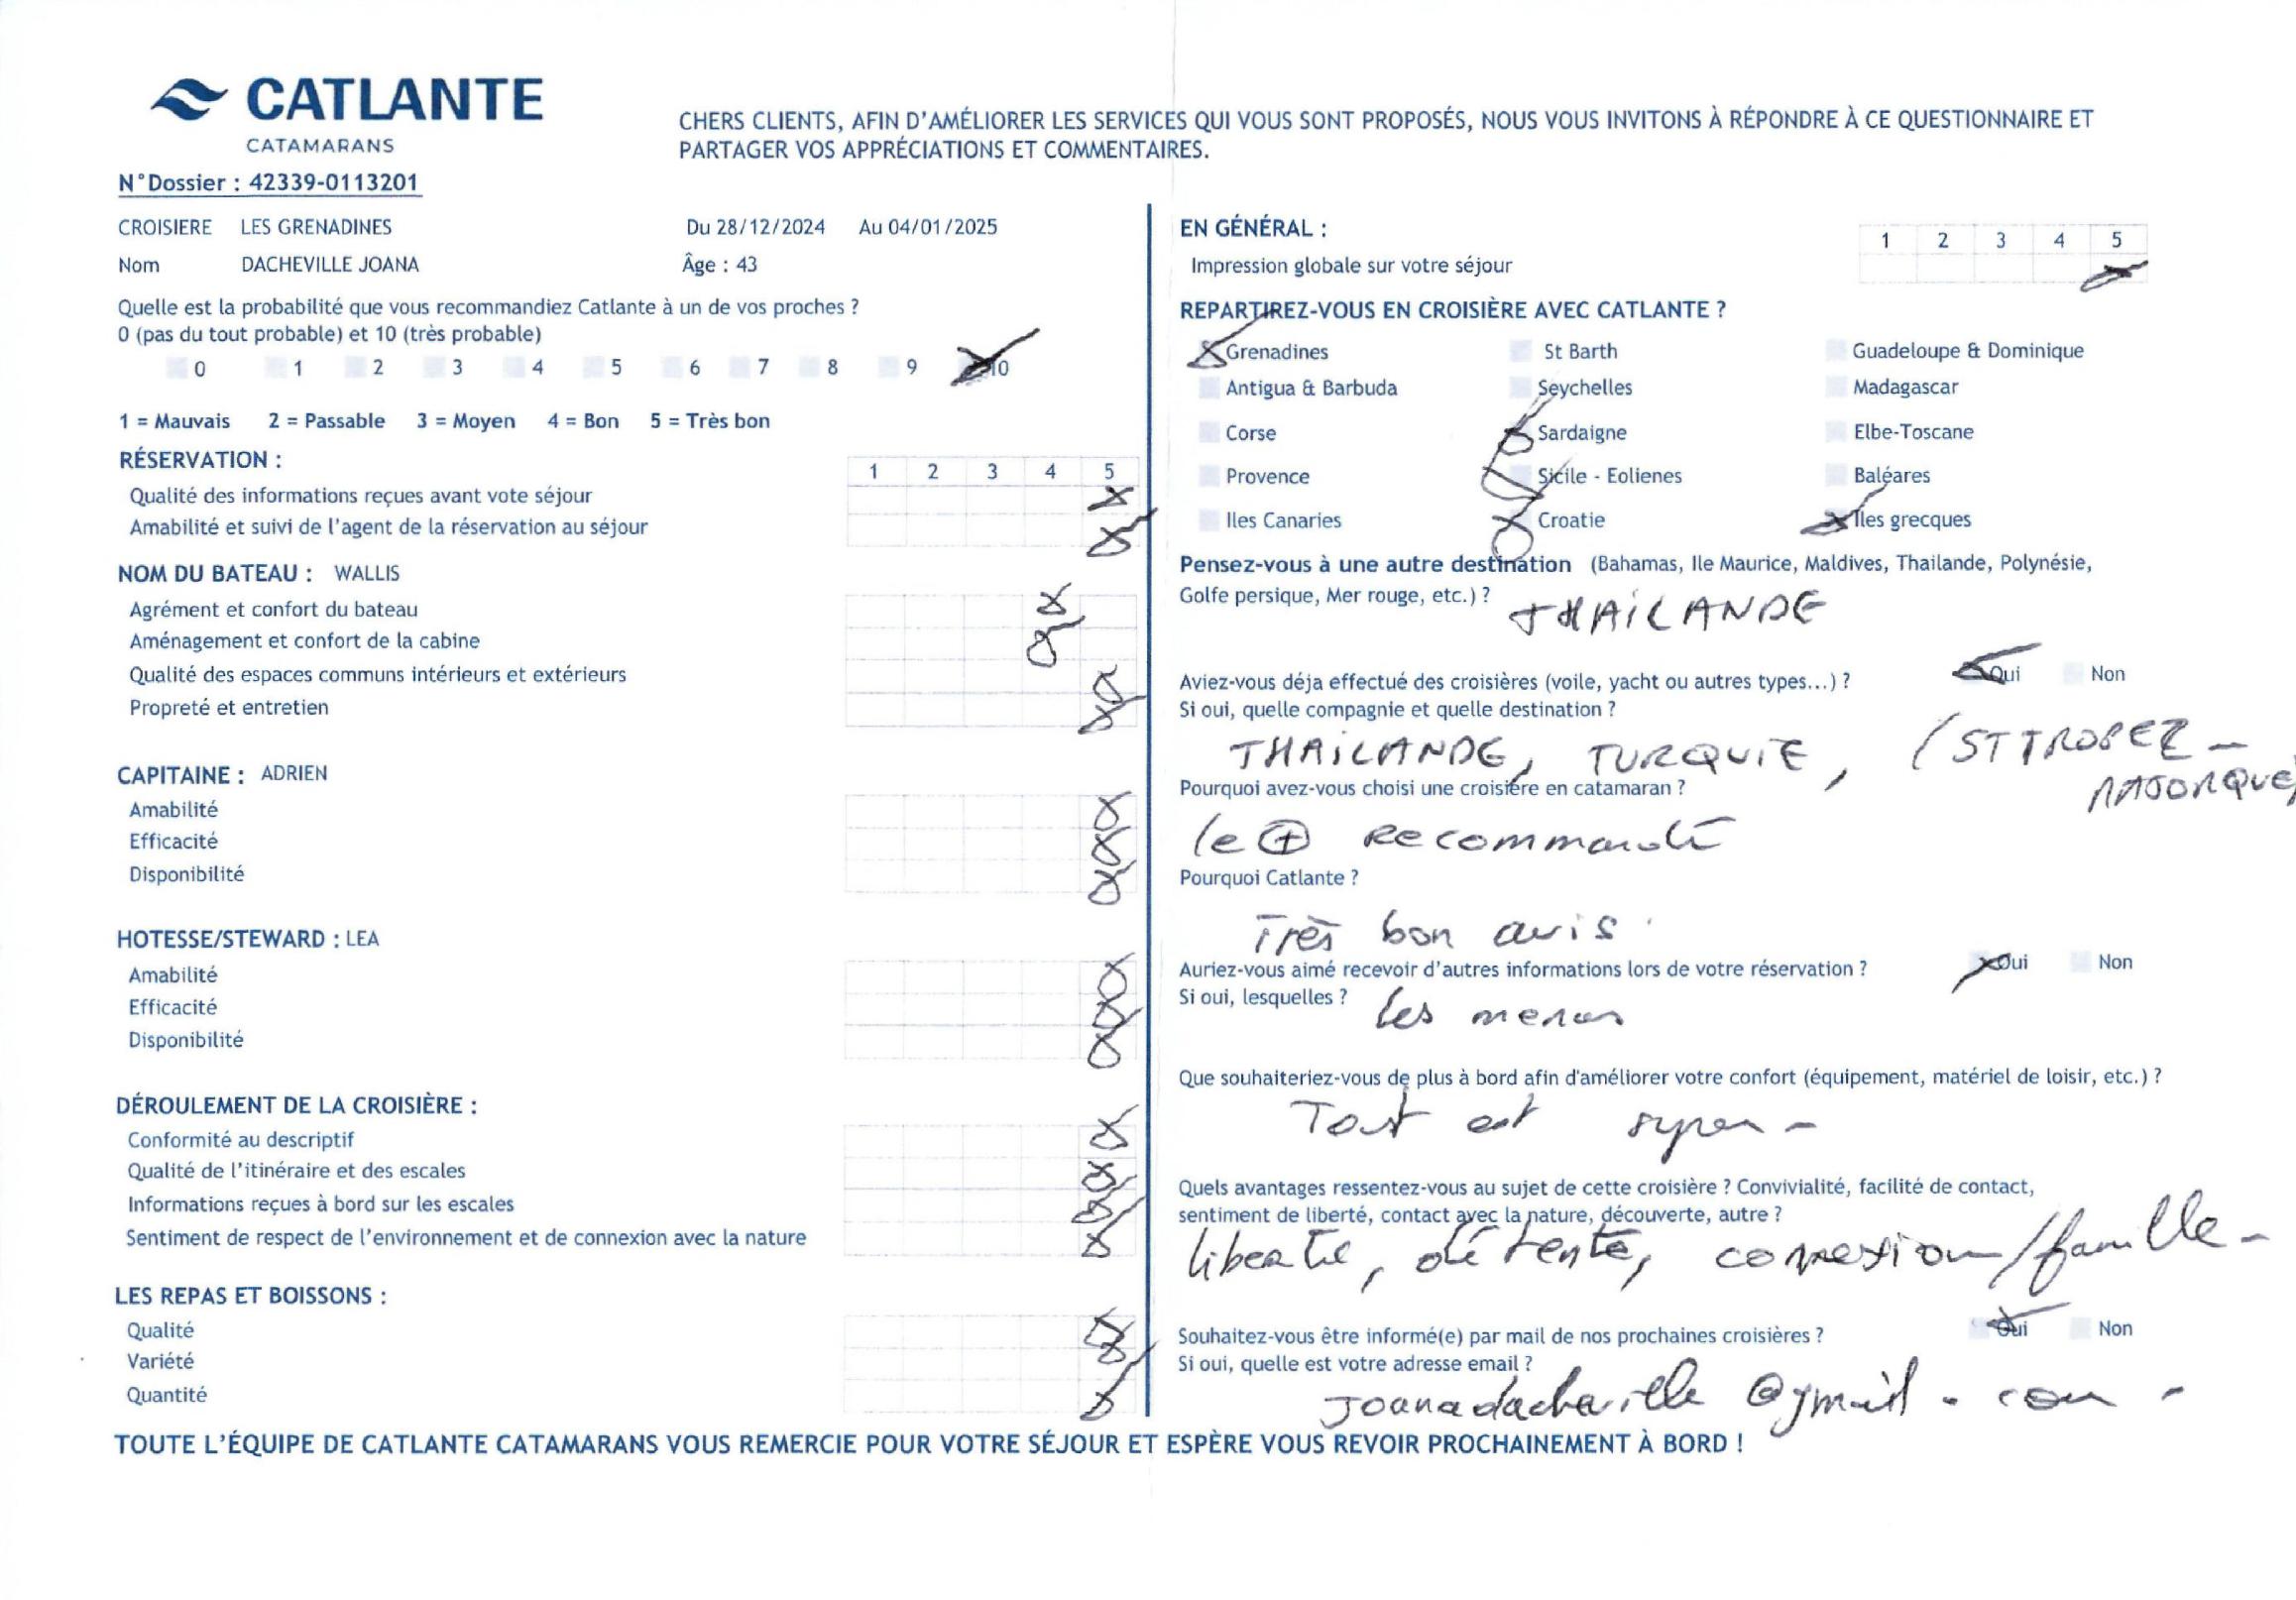 CATLANTE
CATAMARANS
CHERS CLIENTS, AFIN D'AMÉLIORER LES SERVICES QUI VOUS SONT PROPOSÉS, NOUS VOUS INVITONS À RÉPONDRE À CE QUESTIONNAIRE ET
PARTAGER VOS APPRÉCIATIONS ET COMMENTAIRES.
N°Dossier : 42339-0113201
CROISIERE LES GRENADINES Du 28/12/2024 Au 04/01/2025
Nom DACHEVILLE JOANA Âge : 43
Quelle est la probabilité que vous recommandiez Catlante à un de vos proches ?
0 (pas du tout probable) et 10 (très probable)
0 1 2 3 4 5 6 7 8 9 10
1 = Mauvais 2 = Passable 3 = Moyen 4 = Bon 5 = Très bon
RÉSERVATION :
1 2 3 4 5
Qualité des informations reçues avant vote séjour
Amabilité et suivi de l'agent de la réservation au séjour
NOM DU BATEAU : WALLIS
Agrément et confort du bateau
Aménagement et confort de la cabine
Qualité des espaces communs intérieurs et extérieurs
Propreté et entretien
CAPITAINE : ADRIEN
Amabilité
Efficacité
Disponibilité
HOTESSE/STEWARD : LEA
Amabilité
Efficacité
Disponibilité
DÉROULEMENT DE LA CROISIÈRE :
Conformité au descriptif
Qualité de l'itinéraire et des escales
Informations reçues à bord sur les escales
Sentiment de respect de l'environnement et de connexion avec la nature
LES REPAS ET BOISSONS :
Qualité
Variété
Quantité
EN GÉNÉRAL :
1 2 3 4 5
Impression globale sur votre séjour
REPARTIREZ-VOUS EN CROISIÈRE AVEC CATLANTE ?
Grenadines St Barth Guadeloupe & Dominique
Antigua & Barbuda Seychelles Madagascar
Corse Sardaigne Elbe-Toscane
Provence Sicile - Eolienes Baléares
Iles Canaries Croatie Iles grecques
Pensez-vous à une autre destination (Bahamas, Ile Maurice, Maldives, Thailande, Polynésie,
Golfe persique, Mer rouge, etc.) ? THAÏLANDE
Aviez-vous déja effectué des croisières (voile, yacht ou autres types...) ? Oui Non
Si oui, quelle compagnie et quelle destination ?
THAÏLANDE, TURQUIE, (ST TROPEZ -
MAJORQUE)
Pourquoi avez-vous choisi une croisière en catamaran ?
le + recommandé
Pourquoi Catlante ?
Très bon avis.
Auriez-vous aimé recevoir d'autres informations lors de votre réservation ? Oui Non
Si oui, lesquelles ? les menus
Que souhaiteriez-vous de plus à bord afin d'améliorer votre confort (équipement, matériel de loisir, etc.) ?
Tout est super -
Quels avantages ressentez-vous au sujet de cette croisière ? Convivialité, facilité de contact,
sentiment de liberté, contact avec la nature, découverte, autre ?
liberté, détente, connexion/famille -
Souhaitez-vous être informé(e) par mail de nos prochaines croisières ? Oui Non
Si oui, quelle est votre adresse email ?
Joanadacheville @gmail . com -
TOUTE L'ÉQUIPE DE CATLANTE CATAMARANS VOUS REMERCIE POUR VOTRE SÉJOUR ET ESPÈRE VOUS REVOIR PROCHAINEMENT À BORD !